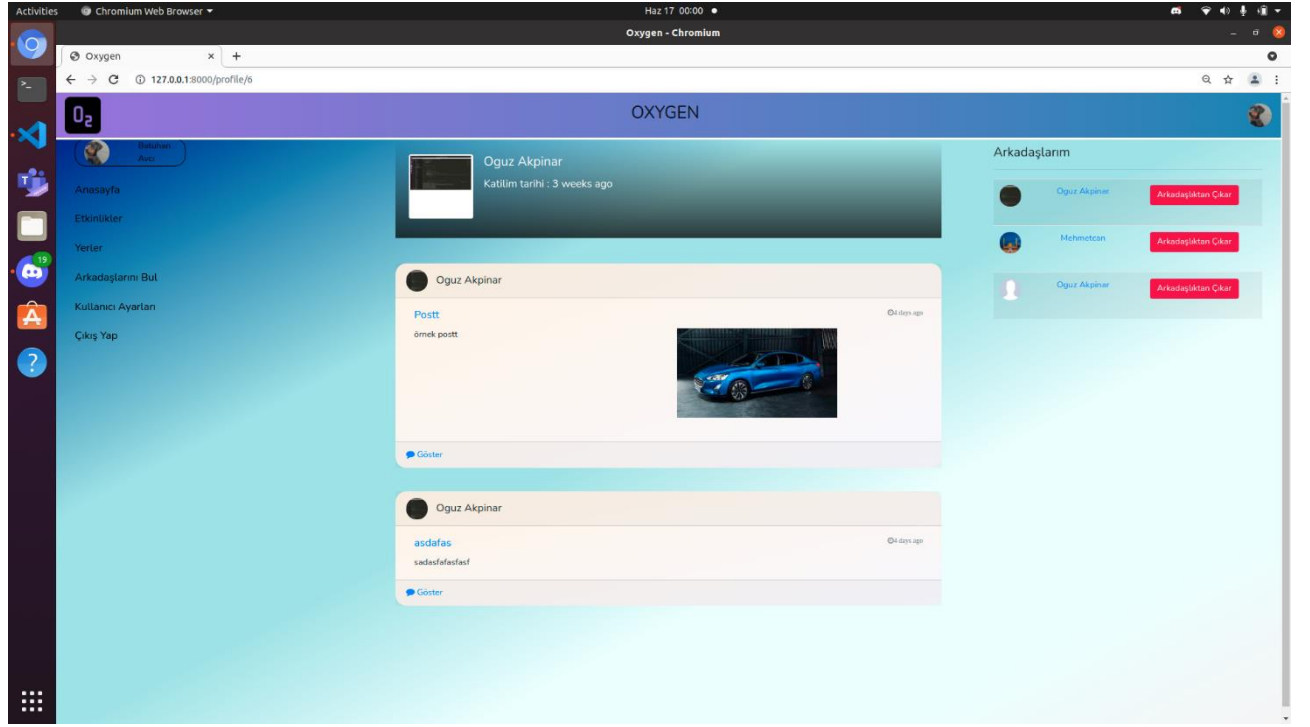 Activities
Chromium Web Browser
Haz 17 00:00
Oxygen - Chromium
Oxygen
127.0.0.1:8000/profile/6
O2
OXYGEN
Batuhan
Avcı
Anasayfa
Etkinlikler
Yerler
Arkadaşlarını Bul
Kullanıcı Ayarları
Çıkış Yap
19
Oguz Akpinar
Katilim tarihi : 3 weeks ago
Oguz Akpinar
Postt
4 days ago
örnek postt
Göster
Oguz Akpinar
asdafas
4 days ago
sadasfafasfasf
Göster
Arkadaşlarım
Oguz Akpinar
Arkadaşlıktan Çıkar
Mehmetcan
Arkadaşlıktan Çıkar
Oguz Akpinar
Arkadaşlıktan Çıkar